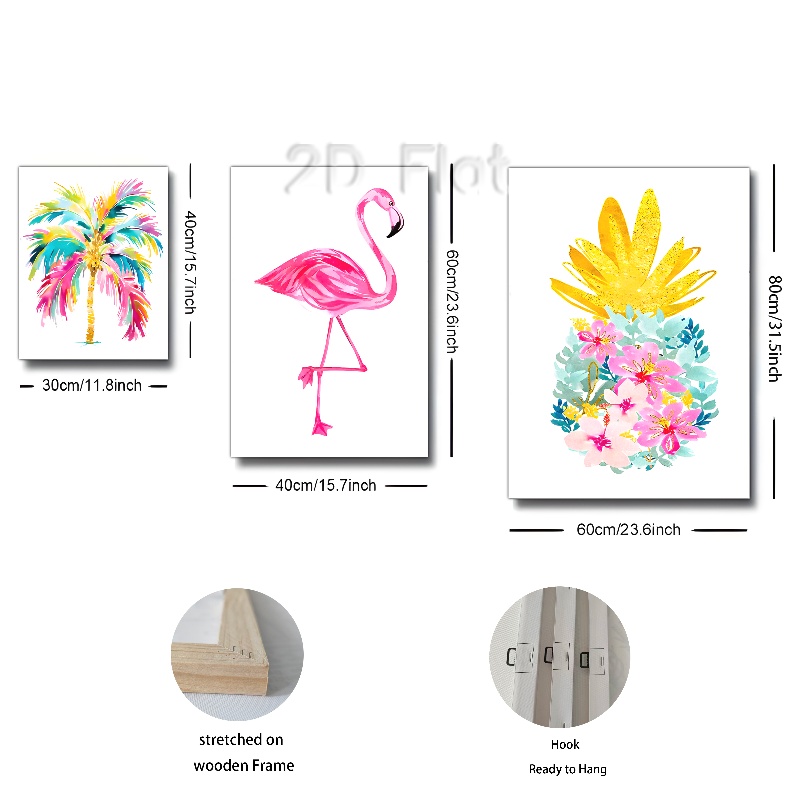 2D Flat
40cm/15.7inch
30cm/11.8inch
60cm/23.6inch
40cm/15.7inch
80cm/31.5inch
60cm/23.6inch
stretched on
wooden Frame
Hook
Ready to Hang